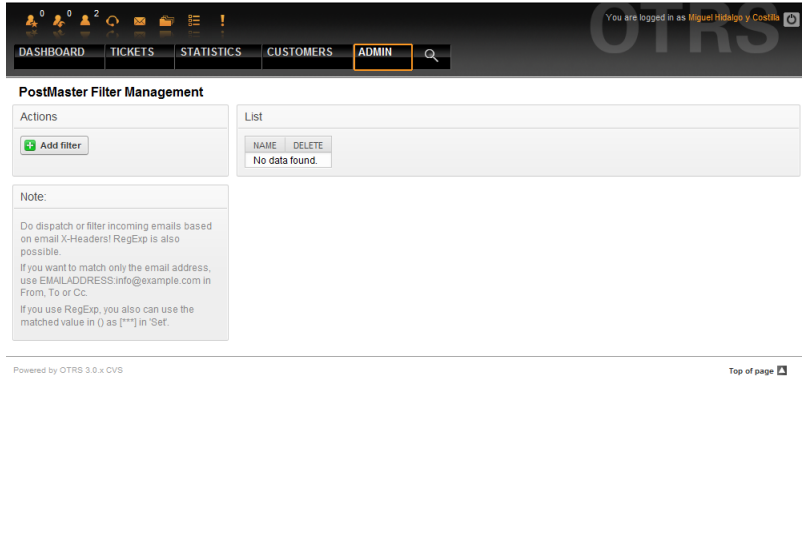 0 0 2
You are logged in as Miguel Hidalgo y Costilla
OTRS
DASHBOARD TICKETS STATISTICS CUSTOMERS ADMIN
PostMaster Filter Management
Actions
Add filter
List
NAME DELETE
No data found.
Note:
Do dispatch or filter incoming emails based
on email X-Headers! RegExp is also
possible.
If you want to match only the email address,
use EMAILADDRESS:info@example.com in
From, To or Cc.
If you use RegExp, you also can use the
matched value in () as [***] in 'Set'.
Powered by OTRS 3.0.x CVS
Top of page